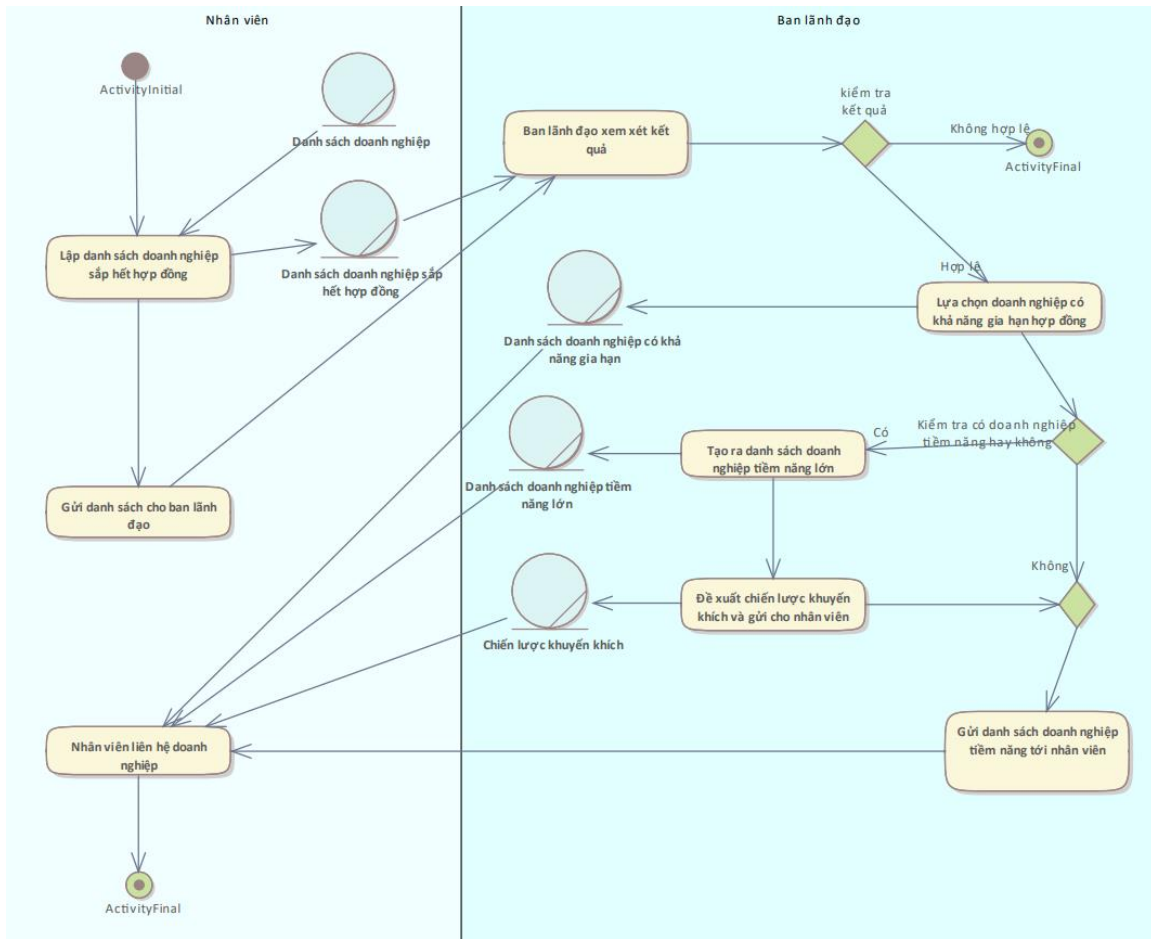 Nhân viên
Ban lãnh đạo
ActivityInitial
Danh sách doanh nghiệp
Ban lãnh đạo xem xét kết
quả
kiểm tra
kết quả
Không hợp lệ
ActivityFinal
Lập danh sách doanh nghiệp
sắp hết hợp đồng
Danh sách doanh nghiệp sắp
hết hợp đồng
Hợp lệ
Lựa chọn doanh nghiệp có
khả năng gia hạn hợp đồng
Danh sách doanh nghiệp có khả
năng gia hạn
Kiểm tra có doanh nghiệp
tiềm năng hay không
Có
Tạo ra danh sách doanh
nghiệp tiềm năng lớn
Danh sách doanh nghiệp tiềm
năng lớn
Gửi danh sách cho ban lãnh
đạo
Không
Đề xuất chiến lược khuyến
khích và gửi cho nhân viên
Chiến lược khuyến khích
Gửi danh sách doanh nghiệp
tiềm năng tới nhân viên
Nhân viên liên hệ doanh
nghiệp
ActivityFinal